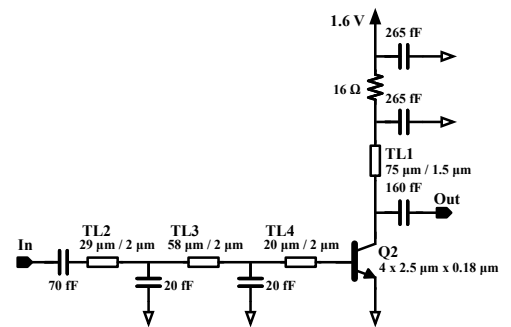 1.6 V
265 fF
16 Ω
265 fF
TL1
75 μm / 1.5 μm
160 fF
Out
In
TL2
29 μm / 2 μm
TL3
58 μm / 2 μm
TL4
20 μm / 2 μm
Q2
4 x 2.5 μm x 0.18 μm
70 fF
20 fF
20 fF